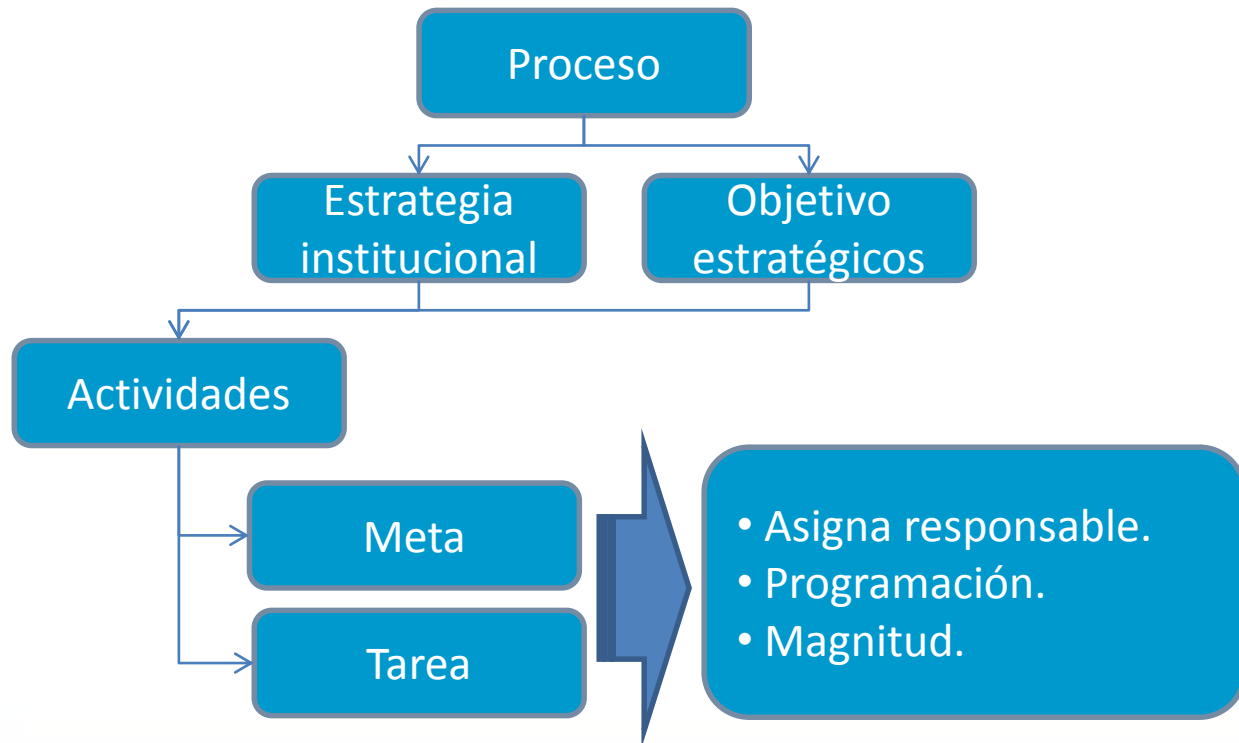 Proceso
Estrategia
institucional
Objetivo
estratégicos
Actividades
Meta
Tarea
• Asigna responsable.
• Programación.
• Magnitud.